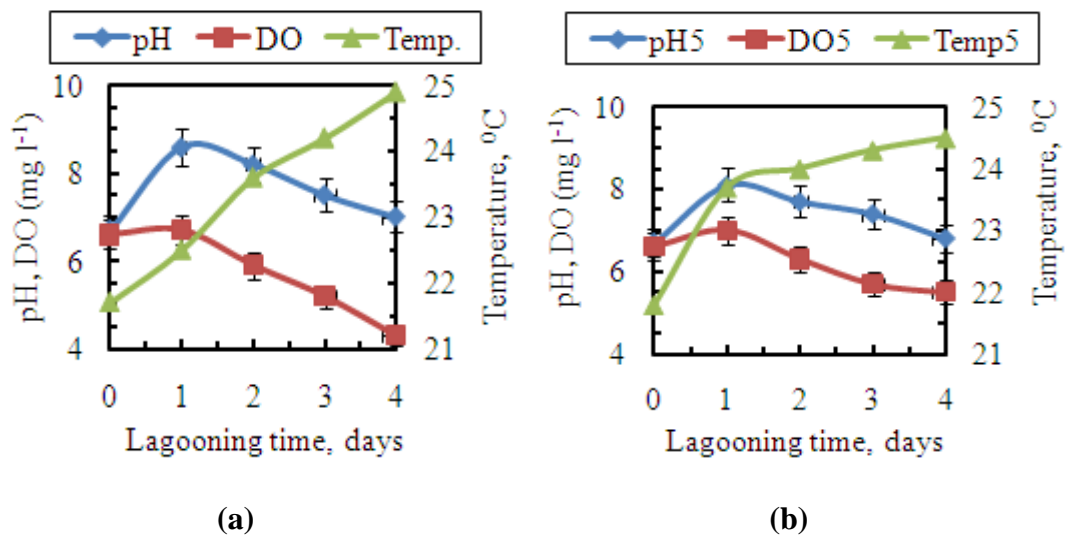 pH DO Temp.
10
8
6
4
pH, DO (mg l-1)
25
24
23
22
21
Temperature, ⁰C
0 1 2 3 4
Lagooning time, days
(a)
pH5 DO5 Temp5
10
8
6
4
pH, DO (mg l-1)
25
24
23
22
21
Temperature, ⁰C
0 1 2 3 4
Lagooning time, days
(b)